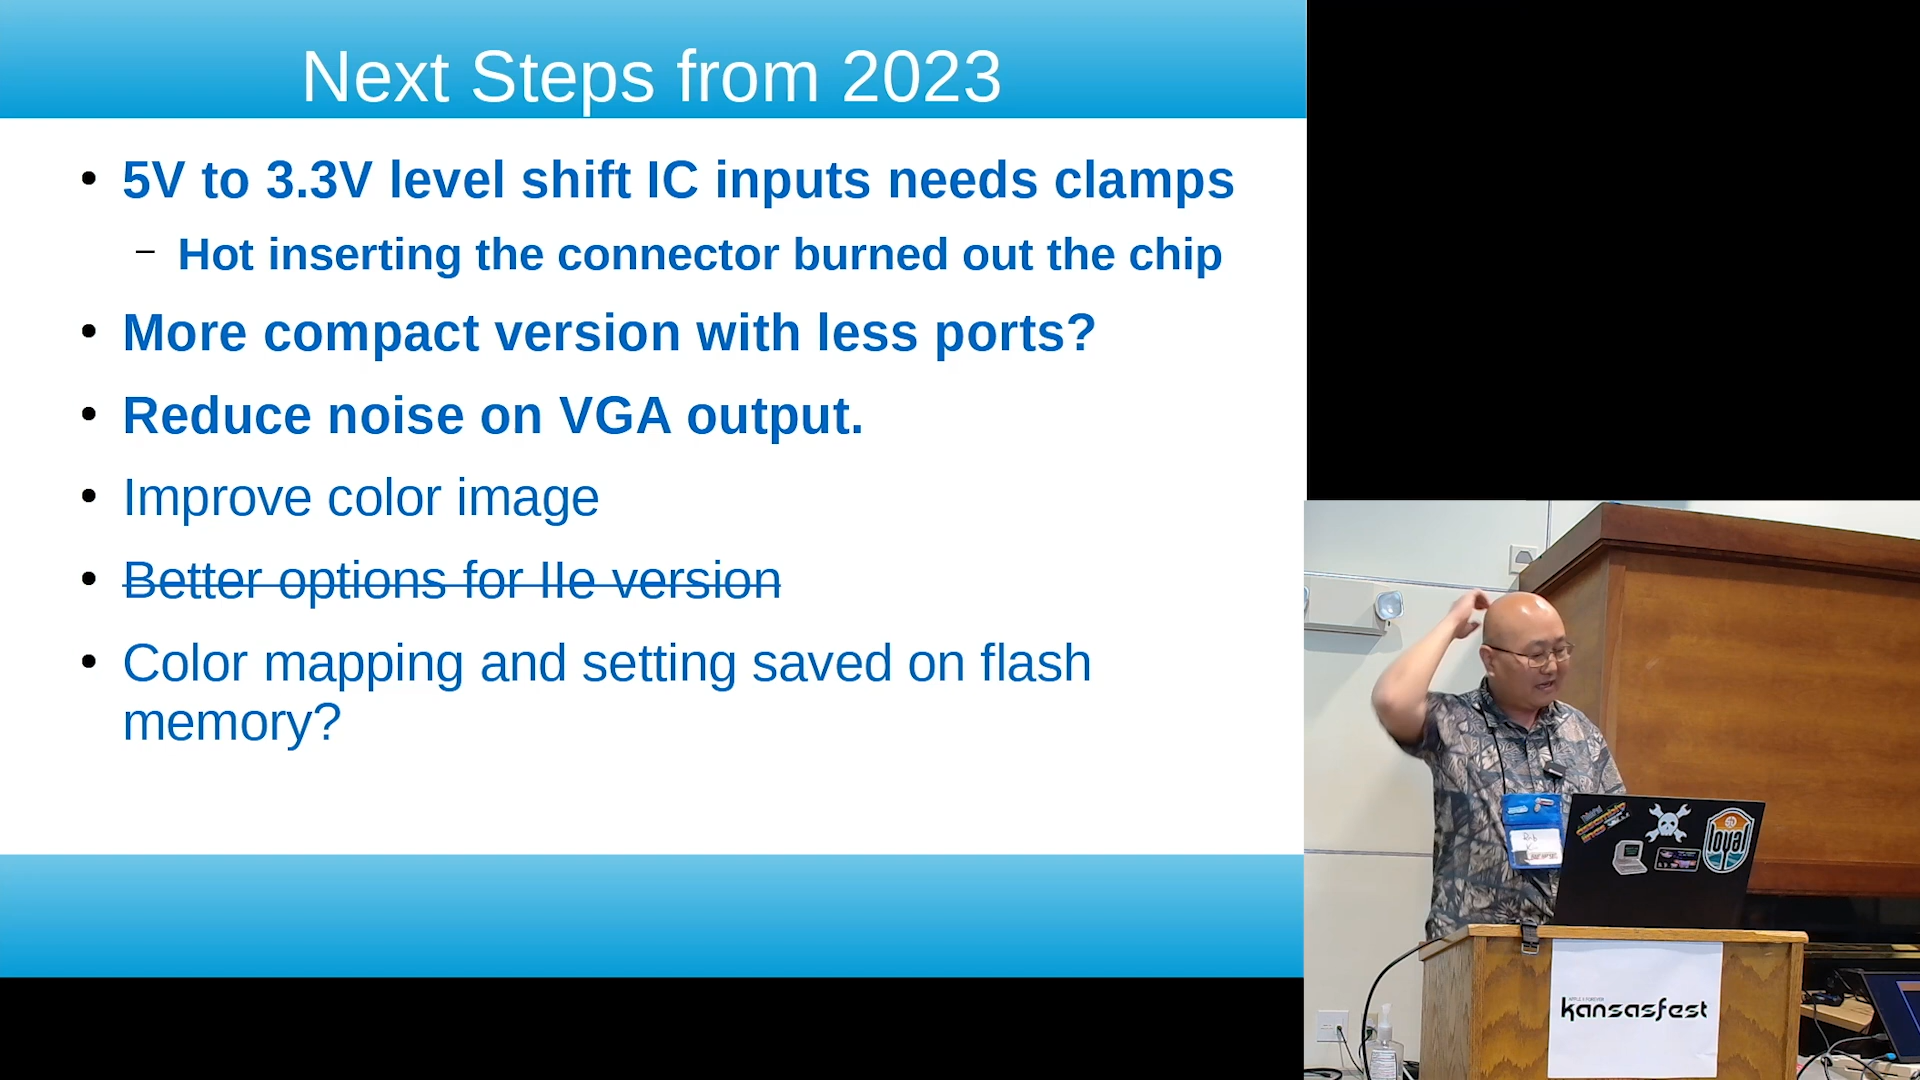 Next Steps from 2023
5V to 3.3V level shift IC inputs needs clamps
Hot inserting the connector burned out the chip
More compact version with less ports?
Reduce noise on VGA output.
Improve color image
Better options for IIe version
Color mapping and setting saved on flash
memory?
loyal
kansasfest